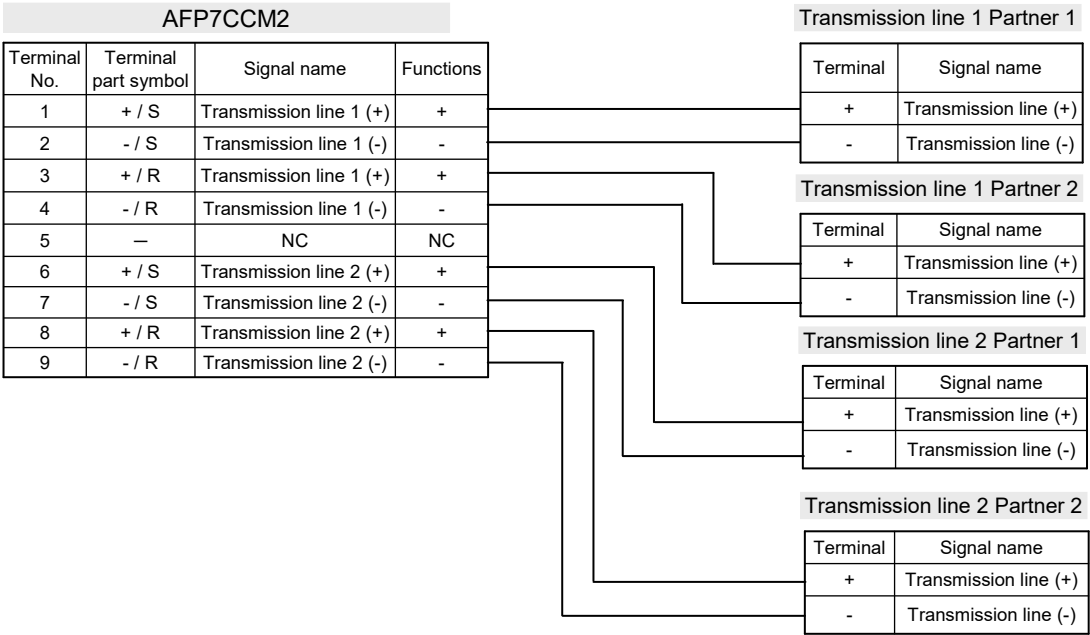 AFP7CCM2
Terminal No. Terminal part symbol Signal name Functions
1 + / S Transmission line 1 (+) +
2 - / S Transmission line 1 (-) -
3 + / R Transmission line 1 (+) +
4 - / R Transmission line 1 (-) -
5 — NC NC
6 + / S Transmission line 2 (+) +
7 - / S Transmission line 2 (-) -
8 + / R Transmission line 2 (+) +
9 - / R Transmission line 2 (-) -
Transmission line 1 Partner 1
Terminal Signal name
+ Transmission line (+)
- Transmission line (-)
Transmission line 1 Partner 2
Terminal Signal name
+ Transmission line (+)
- Transmission line (-)
Transmission line 2 Partner 1
Terminal Signal name
+ Transmission line (+)
- Transmission line (-)
Transmission line 2 Partner 2
Terminal Signal name
+ Transmission line (+)
- Transmission line (-)